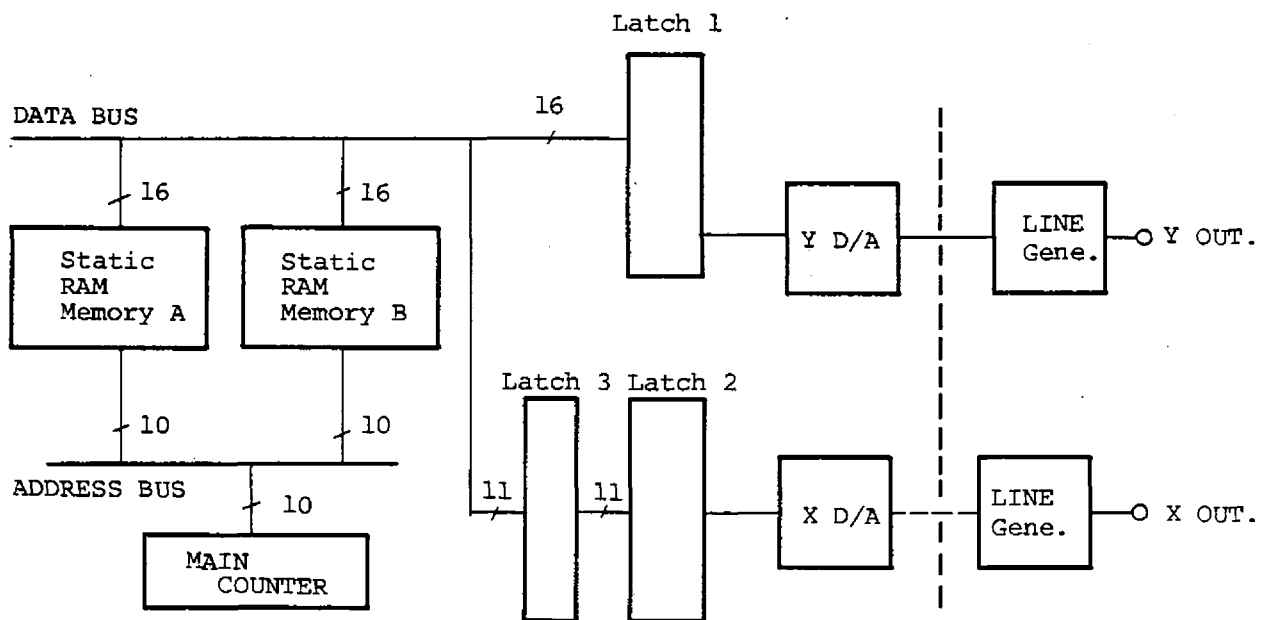 Latch 1
DATA BUS
16
16
16
Static
RAM
Memory A
Static
RAM
Memory B
Y D/A
LINE
Gene.
Y OUT.
10
10
ADDRESS BUS
10
MAIN
COUNTER
Latch 3
Latch 2
11
11
X D/A
LINE
Gene.
X OUT.